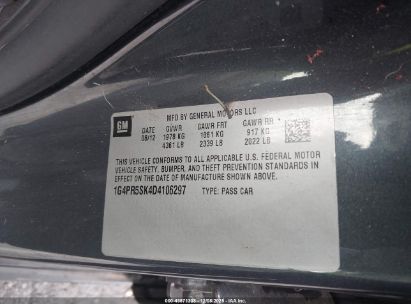 MFD BY GENERAL MOTORS LLC
GM
DATE GVWR GAWR FRT GAWR RR
08/12 1978 KG 1061 KG 917 KG
4361 LB 2339 LB 2022 LB
THIS VEHICLE CONFORMS TO ALL APPLICABLE U.S. FEDERAL MOTOR
VEHICLE SAFETY, BUMPER, AND THEFT PREVENTION STANDARDS
IN EFFECT ON THE DATE OF MANUFACTURE SHOWN ABOVE.
1G4PR5SK4D4106297 TYPE: PASS CAR